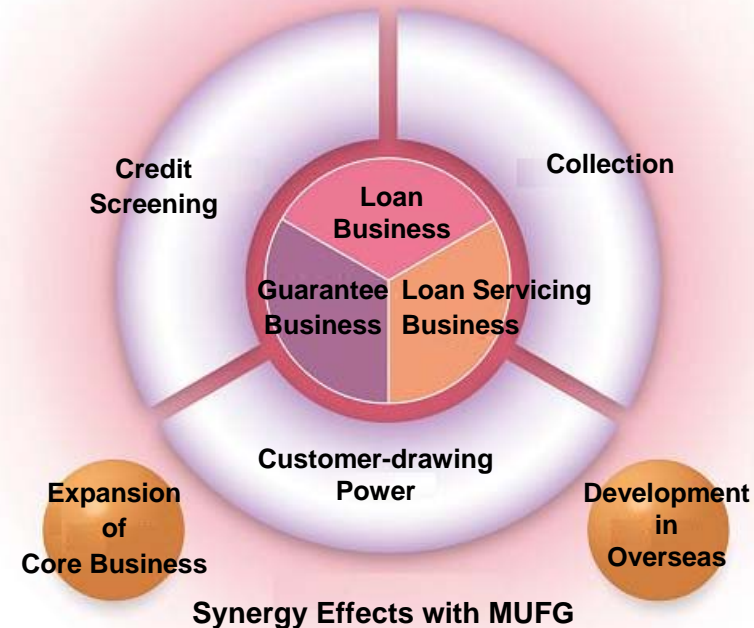 Credit
Screening
Collection
Loan
Business
Guarantee
Business
Loan Servicing
Business
Customer-drawing
Power
Expansion
of
Core Business
Development
in
Overseas
Synergy Effects with MUFG